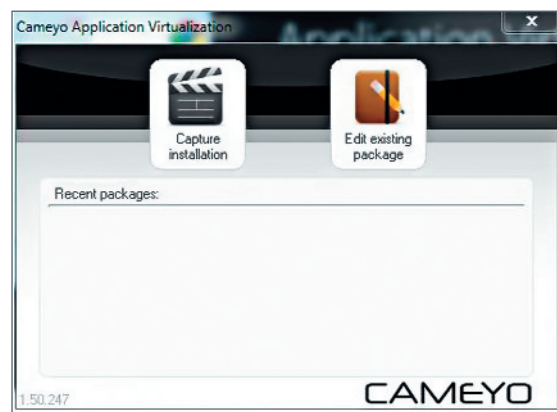 Cameyo Application Virtualization
Capture
installation
Edit existing
package
Recent packages:
1.50.247
CAMEYO